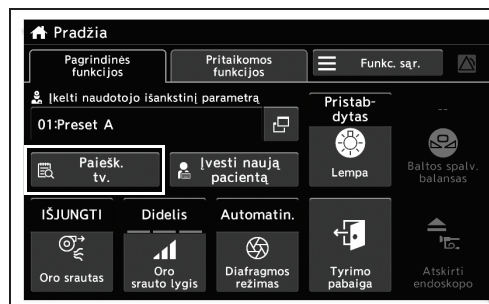 Pradžia
Pagrindinės
funkcijos
Pritaikomos
funkcijos
Funkc. sąr.
Įkelti naudotojo išankstinį parametrą
01:Preset A
Paiešk.
tv.
Įvesti naują
pacientą
Pristab-
dytas
Lempa
--
Baltos spalv.
balansas
IŠJUNGTI
Oro srautas
Didelis
Oro
srauto lygis
Automatin.
Diafragmos
režimas
Tyrimo
pabaiga
Atskirti
endoskopo